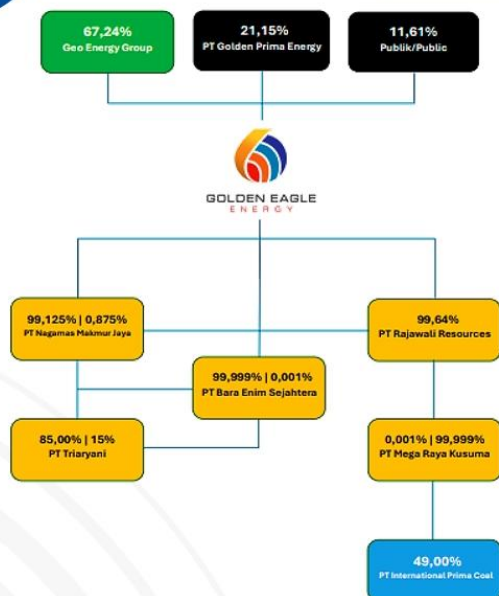 67,24%
Geo Energy Group
21,15%
PT Golden Prima Energy
11,61%
Publik/Public
GOLDEN EAGLE
ENERGY
99,125% | 0,875%
PT Nagamas Makmur Jaya
99,64%
PT Rajawali Resources
99,999% | 0,001%
PT Bara Enim Sejahtera
85,00% | 15%
PT Triaryani
0,001% | 99,999%
PT Mega Raya Kusuma
49,00%
PT International Prima Coal